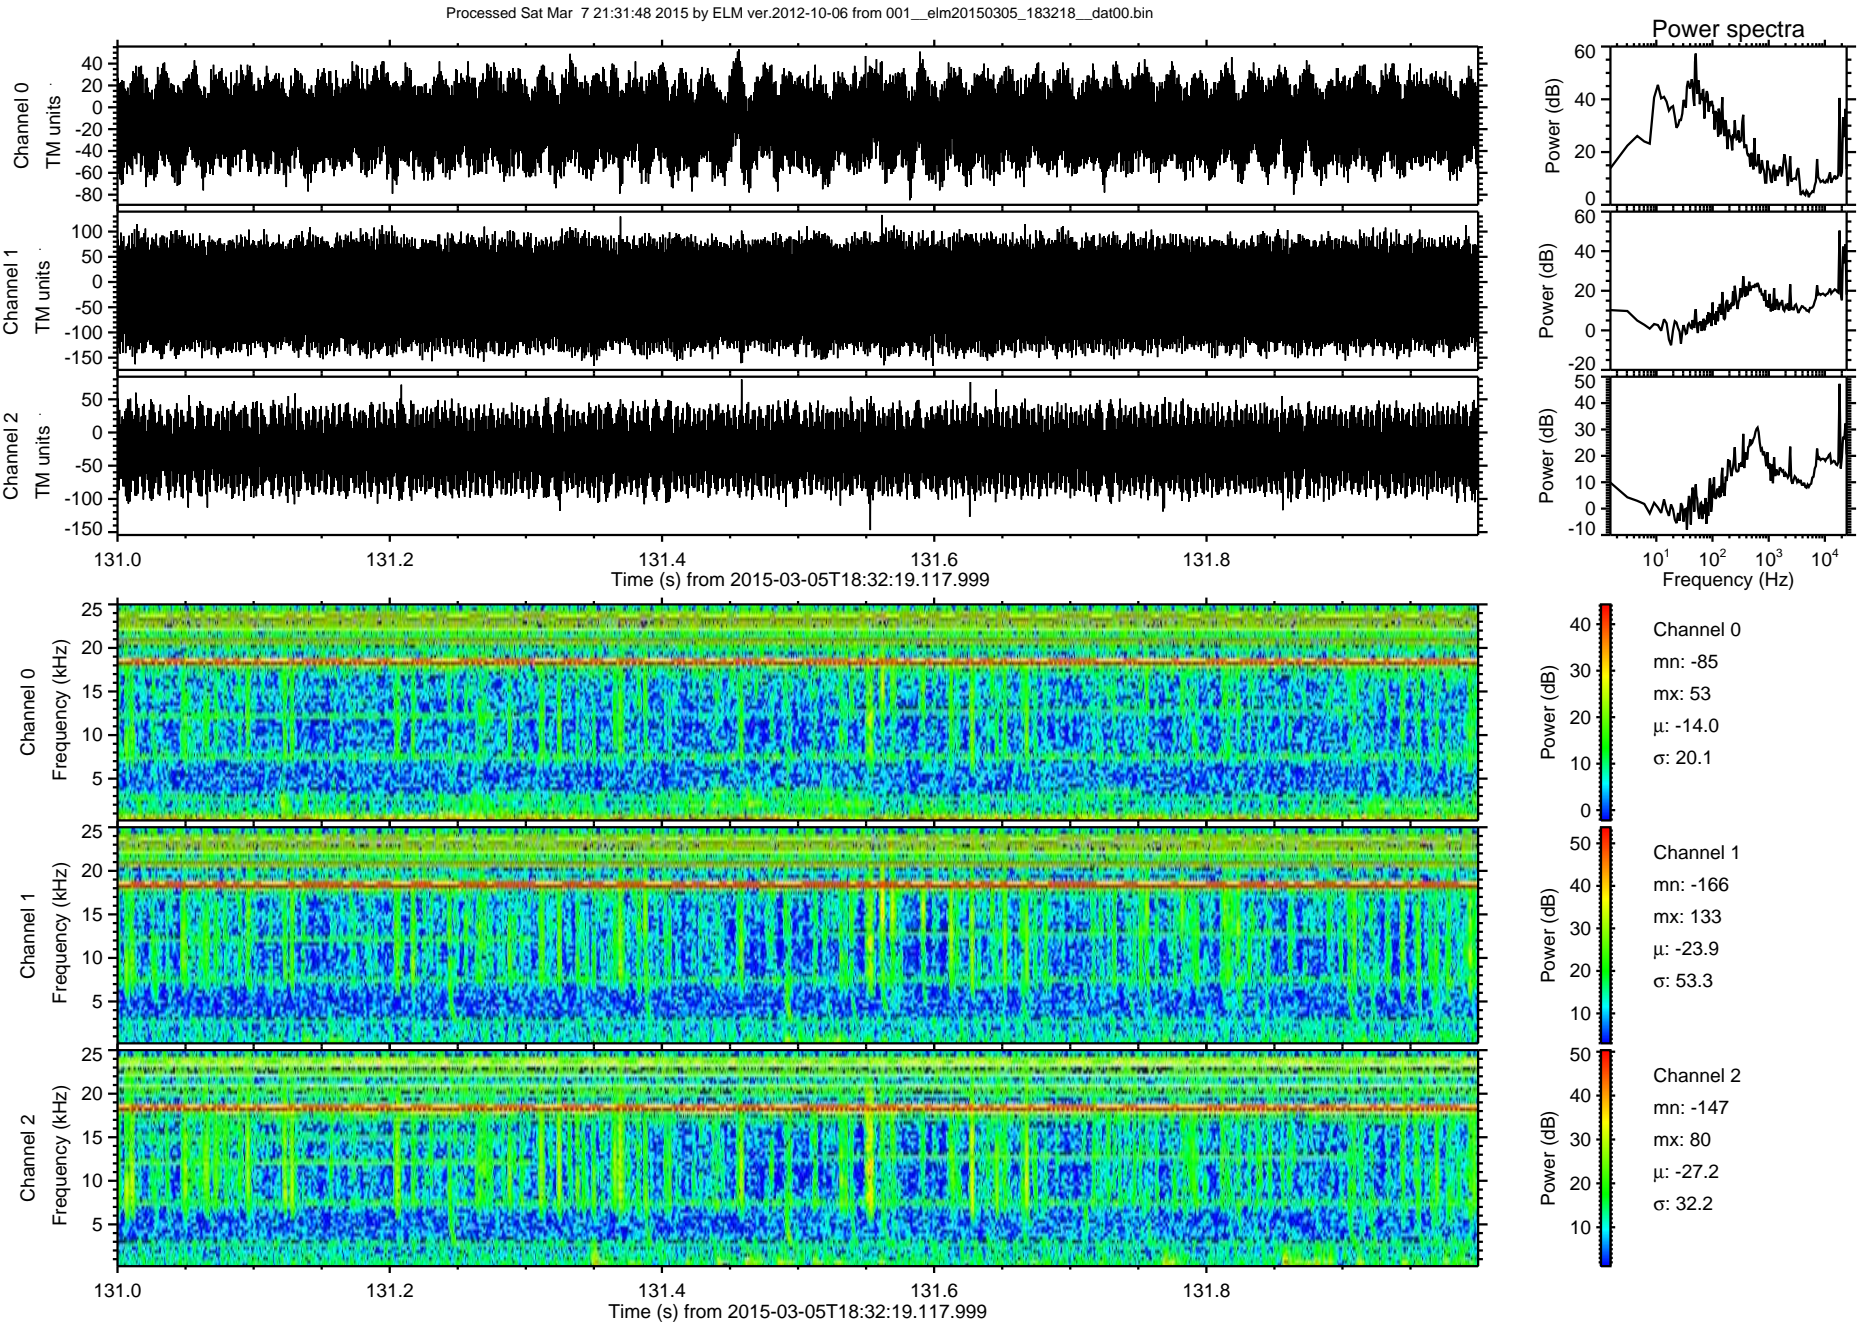 Processed Sat Mar  7 21:31:48 2015 by ELM ver.2012-10-06 from 001__elm20150305_183218__dat00.bin
Power spectra
Channel 0
TM units
40
20
0
-20
-40
-60
-80
Power (dB)
60
40
20
0
Channel 1
TM units
100
50
0
-50
-100
-150
Power (dB)
60
40
20
0
-20
Channel 2
TM units
50
0
-50
-100
-150
Power (dB)
50
40
30
20
10
0
-10
131.0 131.2 131.4 131.6 131.8
Time (s) from 2015-03-05T18:32:19.117.999
10^1 10^2 10^3 10^4
Frequency (Hz)
Channel 0
Frequency (kHz)
25
20
15
10
5
Power (dB)
40
30
20
10
0
Channel 0
mn: -85
mx: 53
μ: -14.0
σ: 20.1
Channel 1
Frequency (kHz)
25
20
15
10
5
Power (dB)
50
40
30
20
10
Channel 1
mn: -166
mx: 133
μ: -23.9
σ: 53.3
Channel 2
Frequency (kHz)
25
20
15
10
5
Power (dB)
50
40
30
20
10
Channel 2
mn: -147
mx: 80
μ: -27.2
σ: 32.2
131.0 131.2 131.4 131.6 131.8
Time (s) from 2015-03-05T18:32:19.117.999